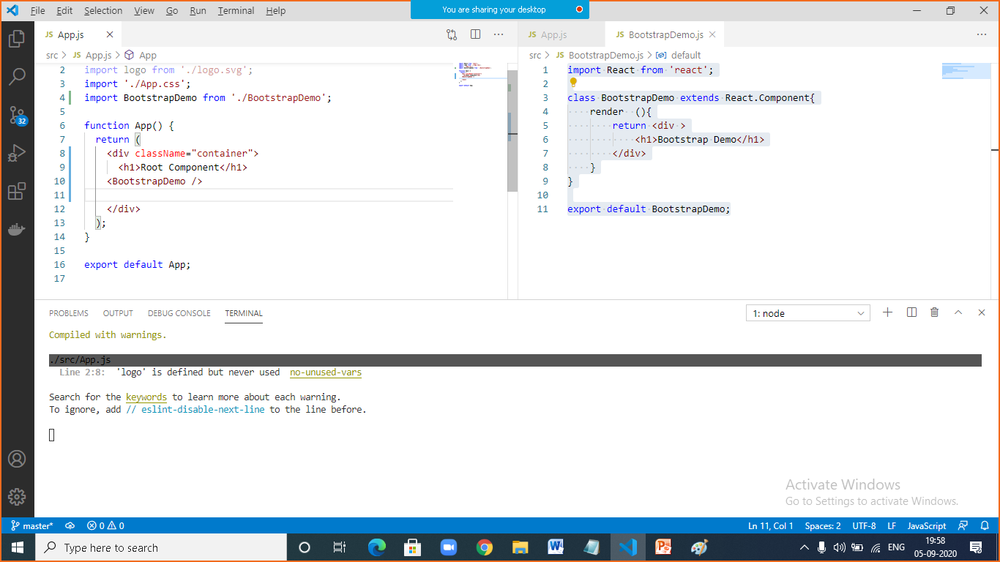 File Edit Selection View Go Run Terminal Help
You are sharing your desktop
JS App.js
JS App.js
JS BootstrapDemo.js
src > JS App.js > App
src > JS BootstrapDemo.js > default
2 import logo from './logo.svg';
3 import './App.css';
4 import BootstrapDemo from './BootstrapDemo';
5
6 function App() {
7 return (
8 <div className="container">
9 <h1>Root Component</h1>
10 <BootstrapDemo />
11
12 </div>
13 );
14 }
15
16 export default App;
17
1 import React from 'react';
2
3 class BootstrapDemo extends React.Component{
4 render (){
5 return <div >
6 <h1>Bootstrap Demo</h1>
7 </div>
8 }
9 }
10
11 export default BootstrapDemo;
32
PROBLEMS OUTPUT DEBUG CONSOLE TERMINAL
1: node
Compiled with warnings.
./src/App.js
Line 2:8: 'logo' is defined but never used no-unused-vars
Search for the keywords to learn more about each warning.
To ignore, add // eslint-disable-next-line to the line before.
Activate Windows
Go to Settings to activate Windows.
master* 0 0 Ln 11, Col 1 Spaces: 2 UTF-8 LF JavaScript
Type here to search
ENG
19:58
05-09-2020